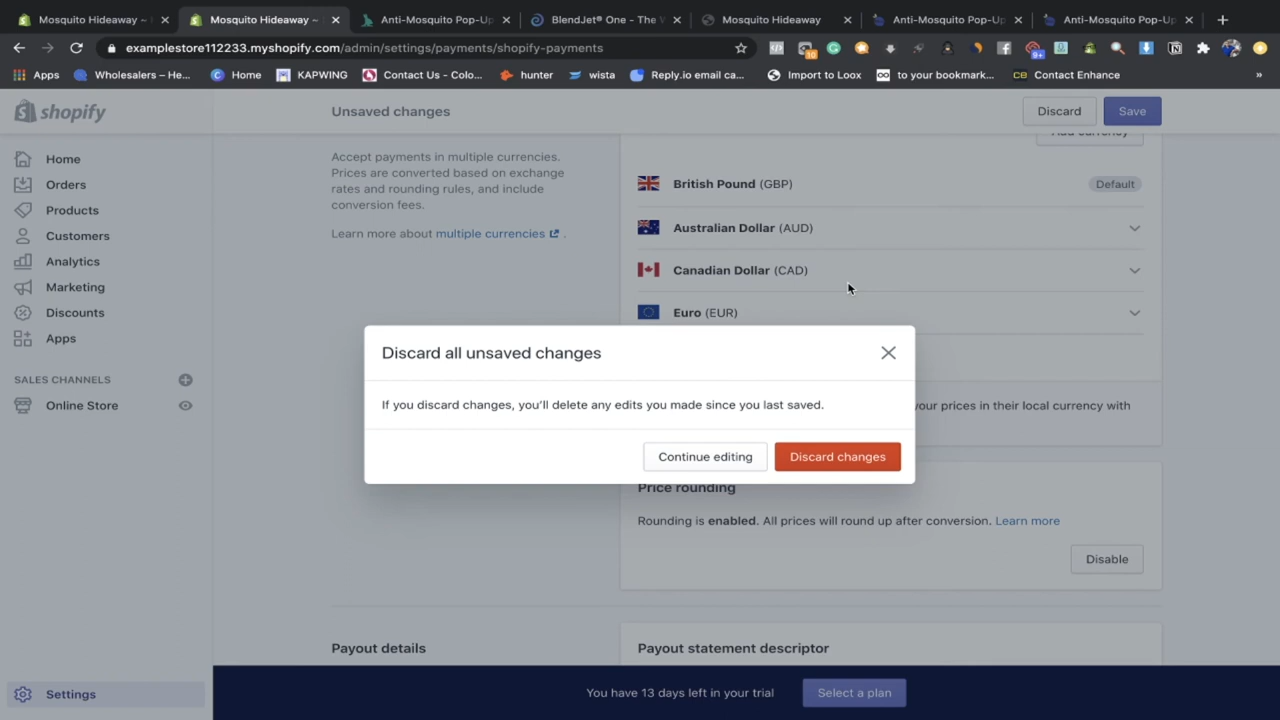 Mosquito Hideaway ~
Mosquito Hideaway ~
Anti-Mosquito Pop-Up
BlendJet® One - The
Mosquito Hideaway
Anti-Mosquito Pop-Up
Anti-Mosquito Pop-Up
examplestore112233.myshopify.com/admin/settings/payments/shopify-payments
30
9+
Apps
Wholesalers – He...
Home
KAPWING
Contact Us - Colo...
hunter
wista
Reply.io email ca...
Import to Loox
to your bookmark...
Contact Enhance
»
shopify
Unsaved changes
Discard
Save
Home
Orders
Products
Customers
Analytics
Marketing
Discounts
Apps
SALES CHANNELS
Online Store
Settings
Accept payments in multiple currencies.
Prices are converted based on exchange
rates and rounding rules, and include
conversion fees.
Learn more about multiple currencies .
Add currency
British Pound (GBP)
Default
Australian Dollar (AUD)
Canadian Dollar (CAD)
Euro (EUR)
Discard all unsaved changes
If you discard changes, you'll delete any edits you made since you last saved.
Continue editing
Discard changes
your prices in their local currency with
Price rounding
Rounding is enabled. All prices will round up after conversion. Learn more
Disable
Payout details
Payout statement descriptor
You have 13 days left in your trial
Select a plan